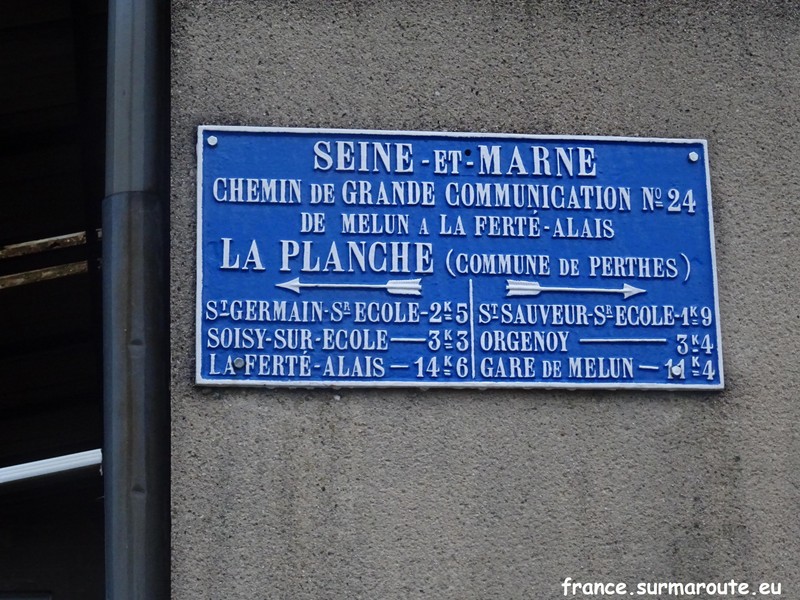 SEINE-ET-MARNE
CHEMIN DE GRANDE COMMUNICATION Nº 24
DE MELUN A LA FERTÉ-ALAIS
LA PLANCHE (COMMUNE DE PERTHES)
ST GERMAIN-SR ECOLE-2K5
SOISY-SUR-ECOLE — 3K3
LA FERTÉ-ALAIS — 14K6
ST SAUVEUR-SR ECOLE-1K9
ORGENOY — 3K4
GARE DE MELUN — 11K4
france.surmaroute.eu